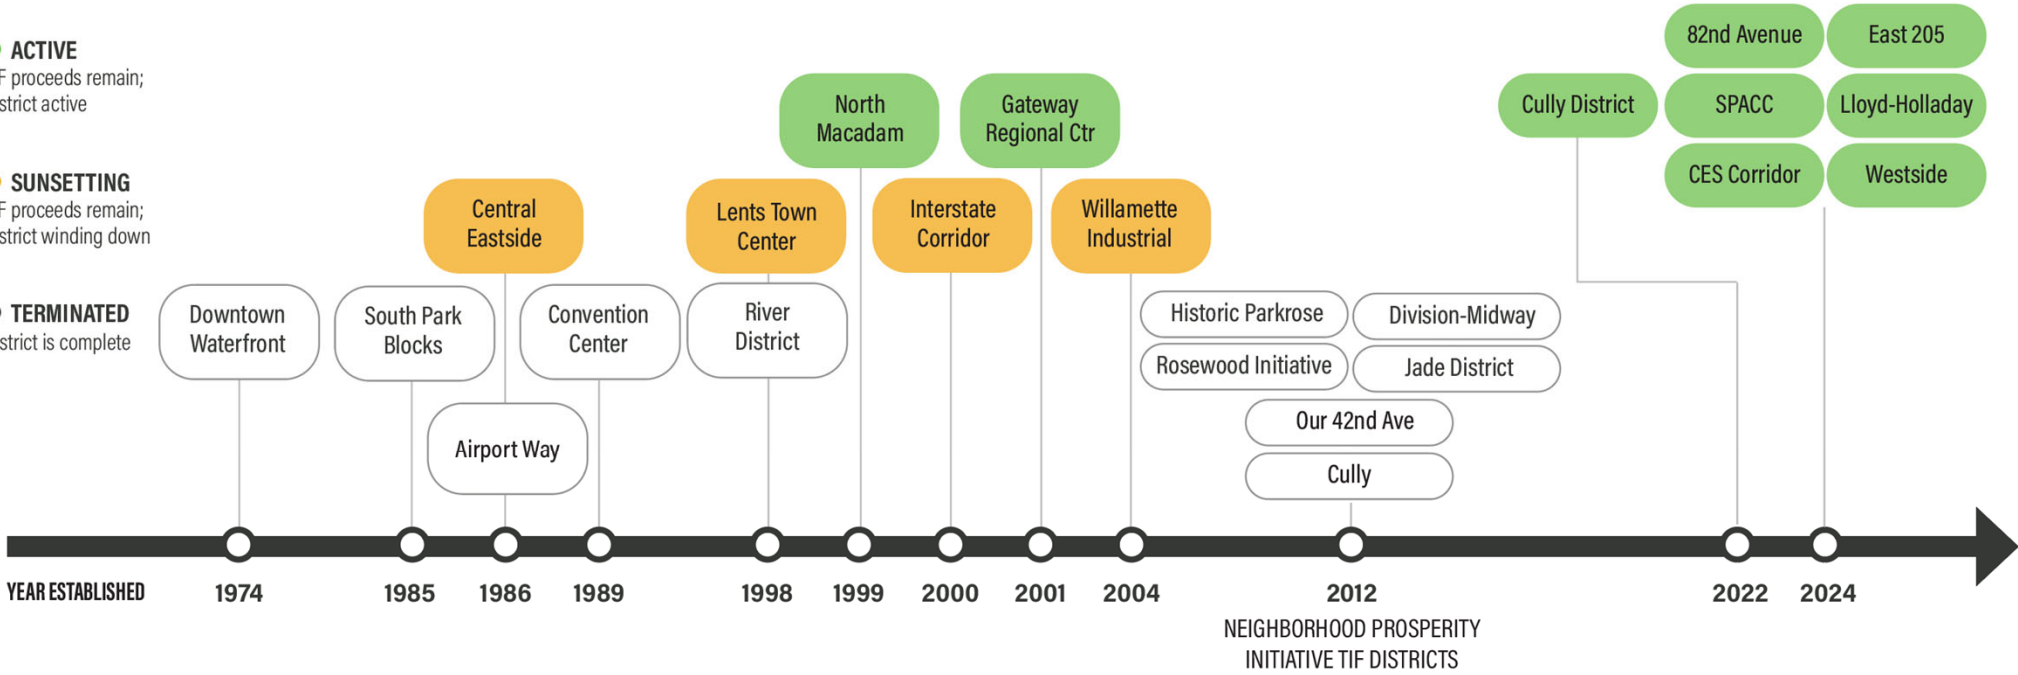 ACTIVE
F proceeds remain;
strict active
SUNSETTING
F proceeds remain;
strict winding down
TERMINATED
strict is complete
Downtown
Waterfront
South Park
Blocks
Central
Eastside
Airport Way
Convention
Center
Lents Town
Center
River
District
North
Macadam
Interstate
Corridor
Gateway
Regional Ctr
Willamette
Industrial
Historic Parkrose
Division-Midway
Rosewood Initiative
Jade District
Our 42nd Ave
Cully
Cully District
82nd Avenue
East 205
SPACC
Lloyd-Holladay
CES Corridor
Westside
YEAR ESTABLISHED
1974
1985
1986
1989
1998
1999
2000
2001
2004
2012
2022
2024
NEIGHBORHOOD PROSPERITY
INITIATIVE TIF DISTRICTS